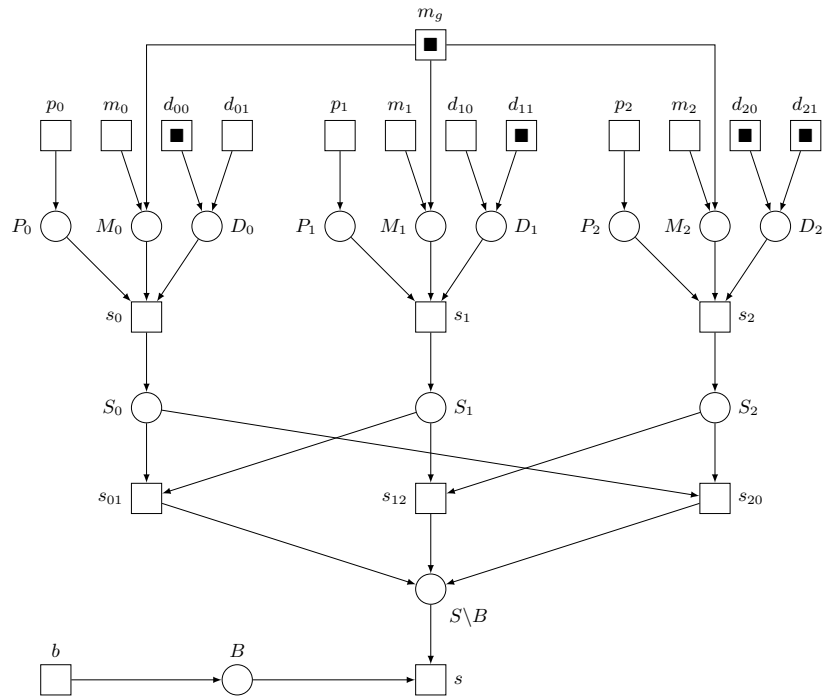 m_g
p_0 m_0 d_00 d_01 p_1 m_1 d_10 d_11 p_2 m_2 d_20 d_21
P_0 M_0 D_0 P_1 M_1 D_1 P_2 M_2 D_2
s_0 s_1 s_2
S_0 S_1 S_2
s_01 s_12 s_20
S\B
b B s